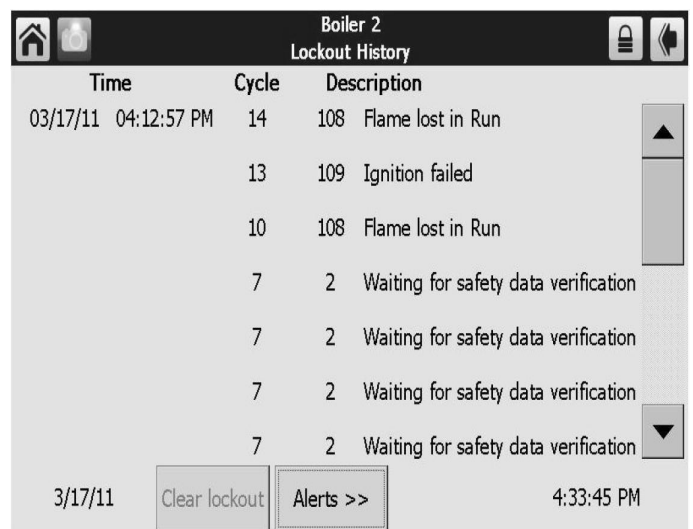 Boiler 2
Lockout History
Time Cycle Description
03/17/11 04:12:57 PM 14 108 Flame lost in Run
13 109 Ignition failed
10 108 Flame lost in Run
7 2 Waiting for safety data verification
7 2 Waiting for safety data verification
7 2 Waiting for safety data verification
7 2 Waiting for safety data verification
3/17/11 Clear lockout Alerts >> 4:33:45 PM